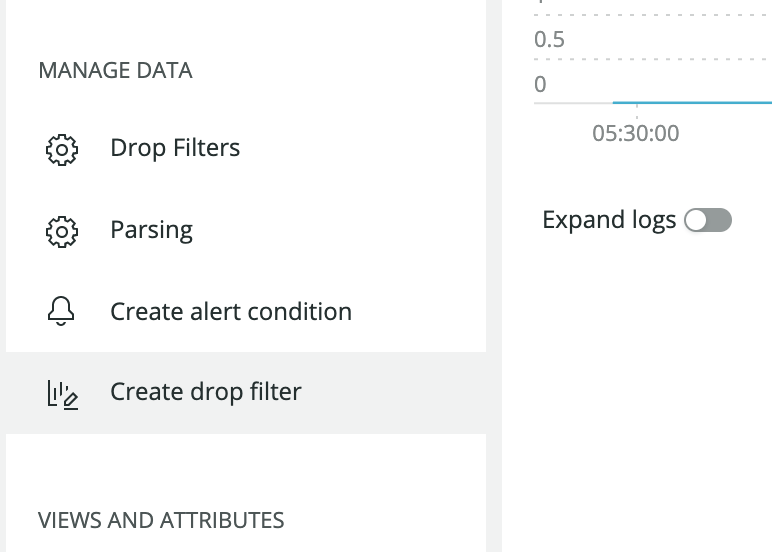 MANAGE DATA
Drop Filters
Parsing
Create alert condition
Create drop filter
VIEWS AND ATTRIBUTES
0.5
0
05:30:00
Expand logs